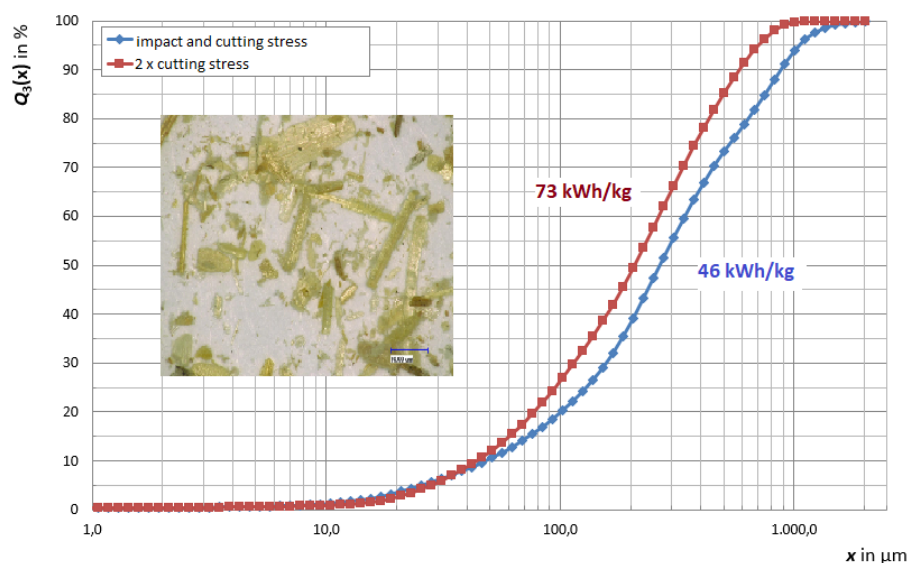 Q₃(x) in %
100
90
80
70
60
50
40
30
20
10
0
impact and cutting stress
2 x cutting stress
73 kWh/kg
46 kWh/kg
1,0
10,0
100,0
1.000,0
x in µm